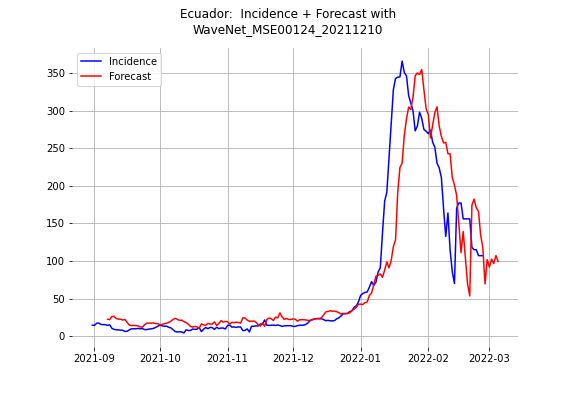 Ecuador:  Incidence + Forecast with
WaveNet_MSE00124_20211210
Incidence
Forecast
350
300
250
200
150
100
50
0
2021-09 2021-10 2021-11 2021-12 2022-01 2022-02 2022-03